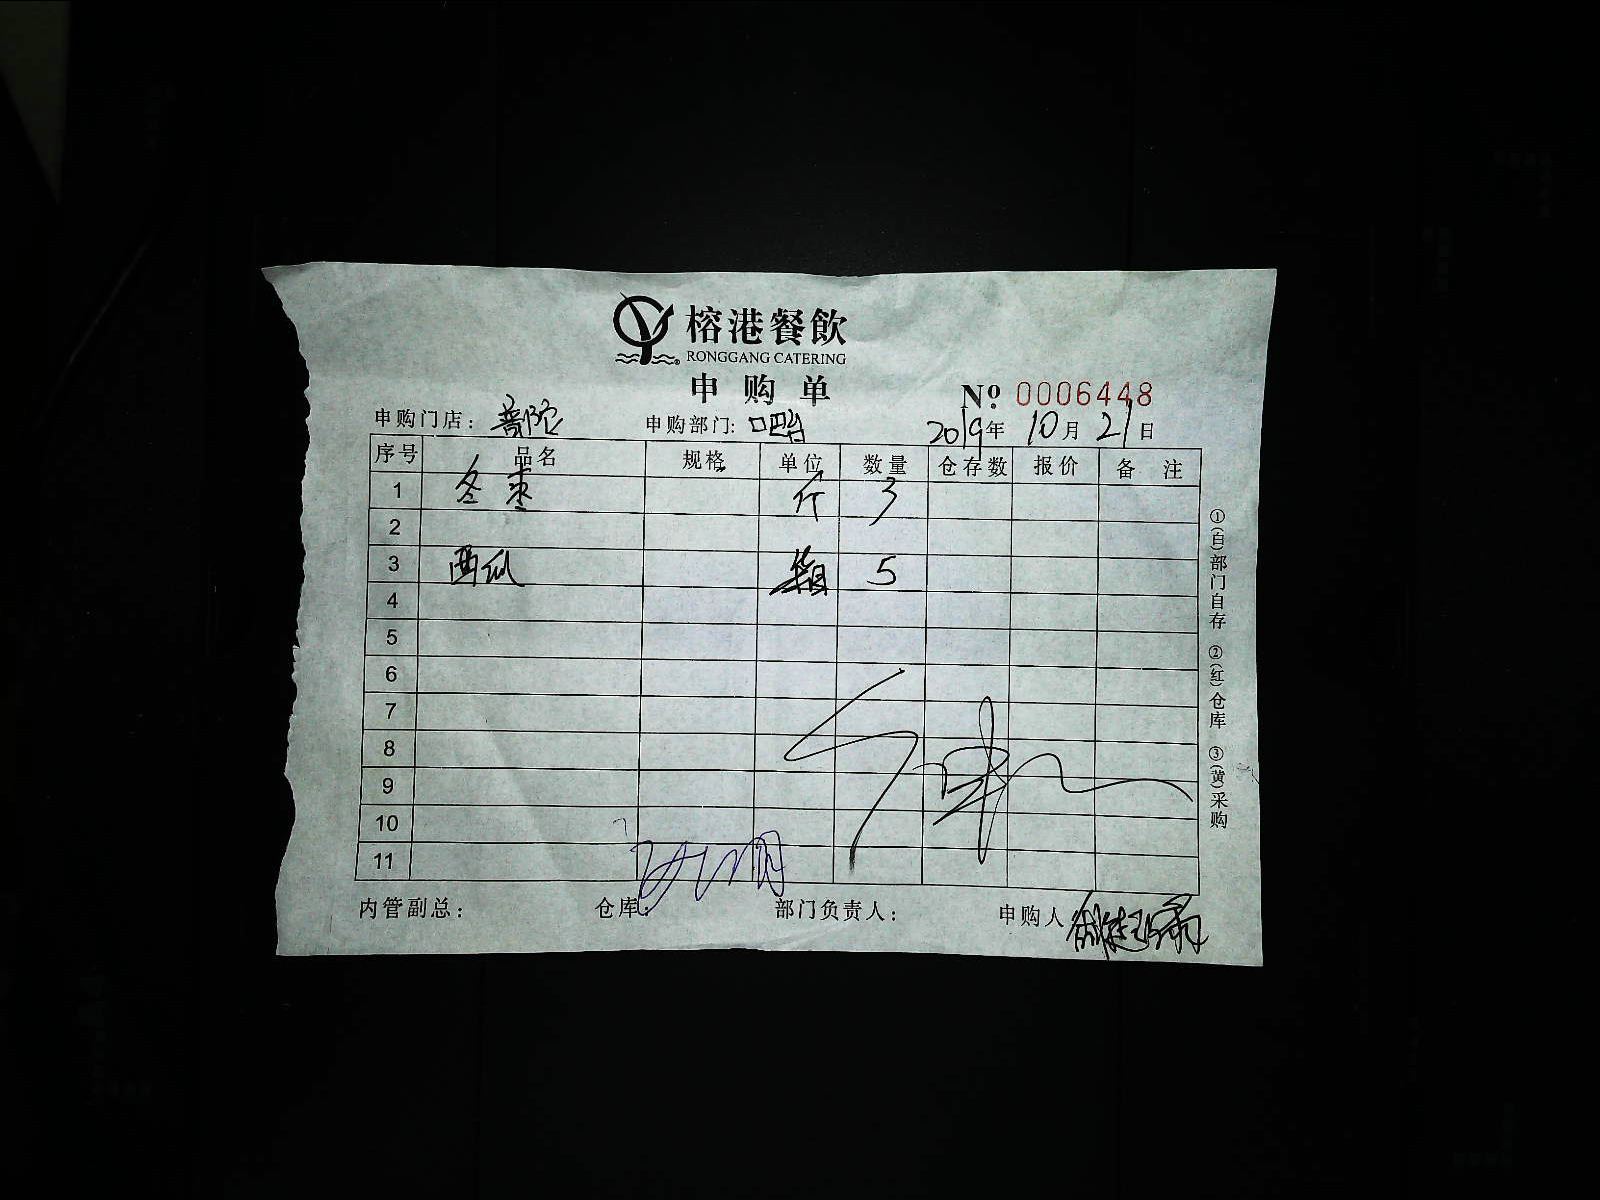 榕港餐飲
RONGGANG CATERING
申购单
№ 0006448
申购门店：普陀 申购部门：吧台 2019年10月21日
序号 品名 规格 单位 数量 仓存数 报价 备注
1 冬枣 斤 3
2
3 西瓜 箱 5
4
5
6
7
8
9
10
11
内管副总： 仓库： 部门负责人： 申购人
①(白)部门自存 ②(红)仓库 ③(黄)采购